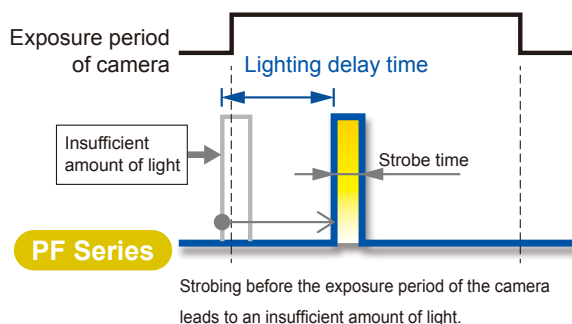 Exposure period
of camera
Lighting delay time
Insufficient
amount of light
Strobe time
PF Series
Strobing before the exposure period of the camera
leads to an insufficient amount of light.